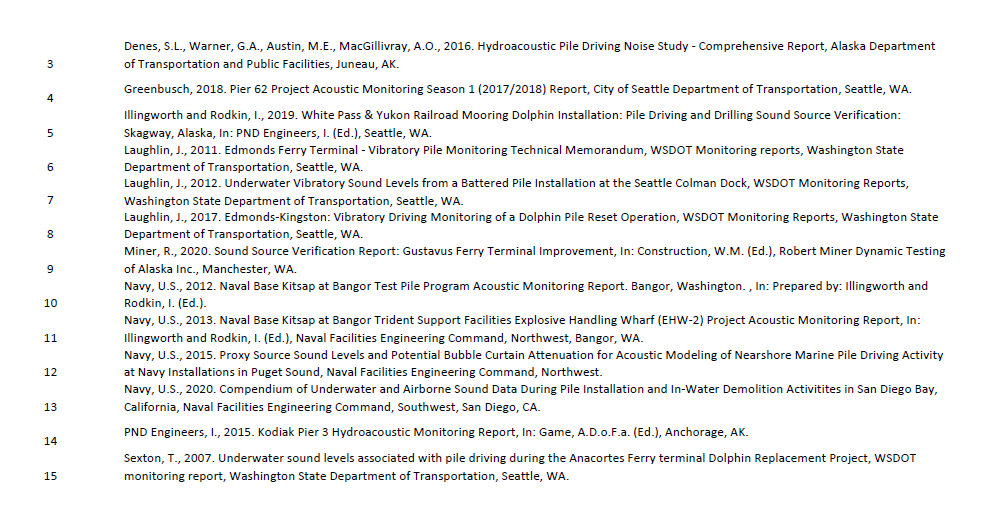 Denes, S.L., Warner, G.A., Austin, M.E., MacGillivray, A.O., 2016. Hydroacoustic Pile Driving Noise Study - Comprehensive Report, Alaska Department
3 of Transportation and Public Facilities, Juneau, AK.
4 Greenbusch, 2018. Pier 62 Project Acoustic Monitoring Season 1 (2017/2018) Report, City of Seattle Department of Transportation, Seattle, WA.
Illingworth and Rodkin, I., 2019. White Pass & Yukon Railroad Mooring Dolphin Installation: Pile Driving and Drilling Sound Source Verification:
5 Skagway, Alaska, In: PND Engineers, I. (Ed.), Seattle, WA.
Laughlin, J., 2011. Edmonds Ferry Terminal - Vibratory Pile Monitoring Technical Memorandum, WSDOT Monitoring reports, Washington State
6 Department of Transportation, Seattle, WA.
Laughlin, J., 2012. Underwater Vibratory Sound Levels from a Battered Pile Installation at the Seattle Colman Dock, WSDOT Monitoring Reports,
7 Washington State Department of Transportation, Seattle, WA.
Laughlin, J., 2017. Edmonds-Kingston: Vibratory Driving Monitoring of a Dolphin Pile Reset Operation, WSDOT Monitoring Reports, Washington State
8 Department of Transportation, Seattle, WA.
Miner, R., 2020. Sound Source Verification Report: Gustavus Ferry Terminal Improvement, In: Construction, W.M. (Ed.), Robert Miner Dynamic Testing
9 of Alaska Inc., Manchester, WA.
Navy, U.S., 2012. Naval Base Kitsap at Bangor Test Pile Program Acoustic Monitoring Report. Bangor, Washington. , In: Prepared by: Illingworth and
10 Rodkin, I. (Ed.).
Navy, U.S., 2013. Naval Base Kitsap at Bangor Trident Support Facilities Explosive Handling Wharf (EHW-2) Project Acoustic Monitoring Report, In:
11 Illingworth and Rodkin, I. (Ed.), Naval Facilities Engineering Command, Northwest, Bangor, WA.
Navy, U.S., 2015. Proxy Source Sound Levels and Potential Bubble Curtain Attenuation for Acoustic Modeling of Nearshore Marine Pile Driving Activity
12 at Navy Installations in Puget Sound, Naval Facilities Engineering Command, Northwest.
Navy, U.S., 2020. Compendium of Underwater and Airborne Sound Data During Pile Installation and In-Water Demolition Activitites in San Diego Bay,
13 California, Naval Facilities Engineering Command, Southwest, San Diego, CA.
14 PND Engineers, I., 2015. Kodiak Pier 3 Hydroacoustic Monitoring Report, In: Game, A.D.o.F.a. (Ed.), Anchorage, AK.
Sexton, T., 2007. Underwater sound levels associated with pile driving during the Anacortes Ferry terminal Dolphin Replacement Project, WSDOT
15 monitoring report, Washington State Department of Transportation, Seattle, WA.